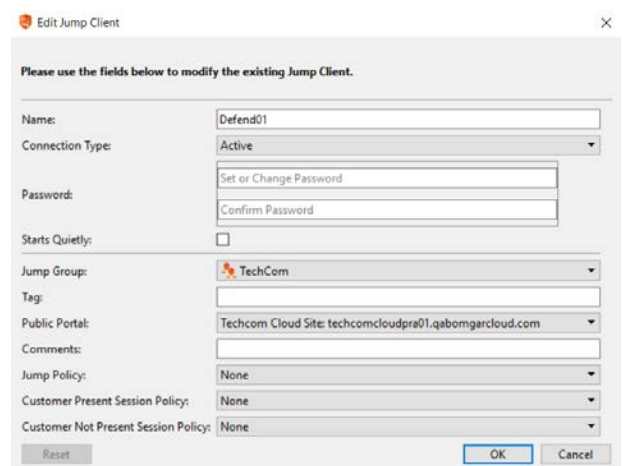 Edit Jump Client
Please use the fields below to modify the existing Jump Client.
Name: Defend01
Connection Type: Active
Set or Change Password
Password:
Confirm Password
Starts Quietly:
Jump Group: TechCom
Tag:
Public Portal: Techcom Cloud Site: techcomcloudpra01.qabomgarcloud.com
Comments:
Jump Policy: None
Customer Present Session Policy: None
Customer Not Present Session Policy: None
Reset OK Cancel